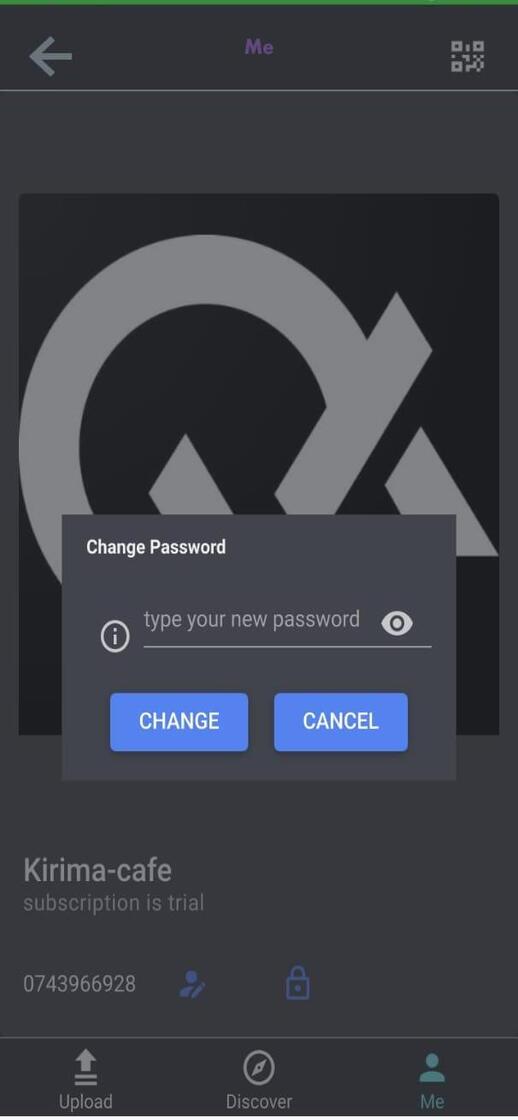 Me
Change Password
type your new password
CHANGE
CANCEL
Kirima-cafe
subscription is trial
0743966928
Upload
Discover
Me